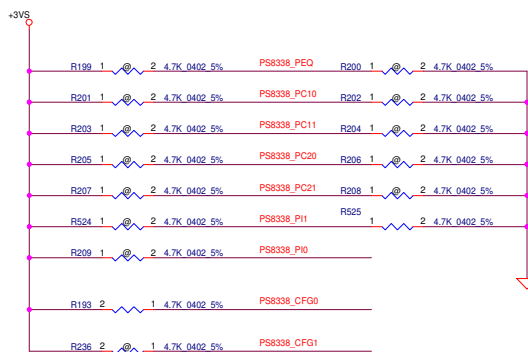 +3VS
R199 1 @ 2 4.7K_0402_5% PS8338_PEQ R200 1 @ 2 4.7K_0402_5%
R201 1 @ 2 4.7K_0402_5% PS8338_PC10 R202 1 @ 2 4.7K_0402_5%
R203 1 @ 2 4.7K_0402_5% PS8338_PC11 R204 1 @ 2 4.7K_0402_5%
R205 1 @ 2 4.7K_0402_5% PS8338_PC20 R206 1 @ 2 4.7K_0402_5%
R207 1 @ 2 4.7K_0402_5% PS8338_PC21 R208 1 @ 2 4.7K_0402_5%
R524 1 @ 2 4.7K_0402_5% PS8338_PI1 R525 1 2 4.7K_0402_5%
R209 1 @ 2 4.7K_0402_5% PS8338_PI0
R193 2 1 4.7K_0402_5% PS8338_CFG0
R236 2 @ 1 4.7K_0402_5% PS8338_CFG1